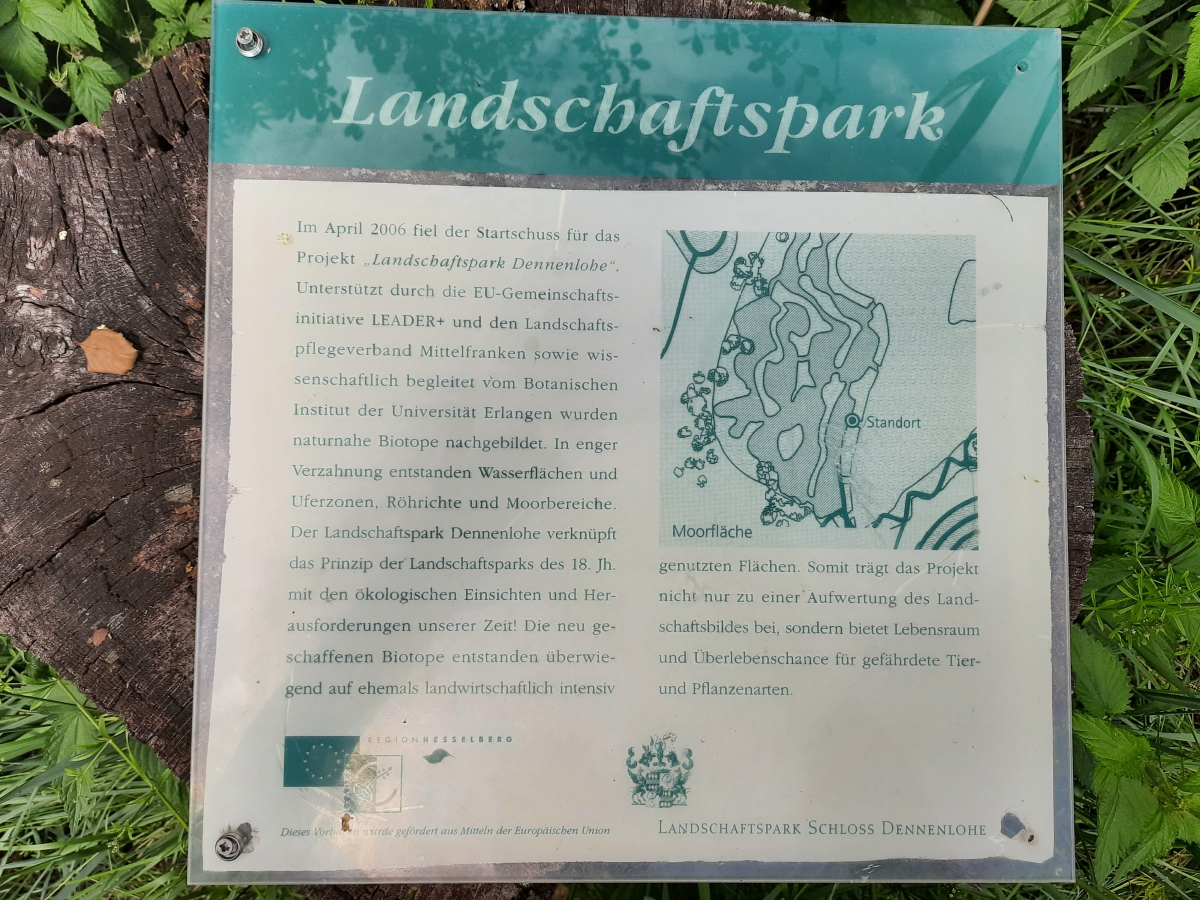 Landschaftspark
Im April 2006 fiel der Startschuss für das
Projekt „Landschaftspark Dennenlohe“.
Unterstützt durch die EU-Gemeinschafts-
initiative LEADER+ und den Landschafts-
pflegeverband Mittelfranken sowie wis-
senschaftlich begleitet vom Botanischen
Institut der Universität Erlangen wurden
naturnahe Biotope nachgebildet. In enger
Verzahnung entstanden Wasserflächen und
Uferzonen, Röhrichte und Moorbereiche.
Der Landschaftspark Dennenlohe verknüpft
das Prinzip der Landschaftsparks des 18. Jh.
mit den ökologischen Einsichten und Her-
ausforderungen unserer Zeit! Die neu ge-
schaffenen Biotope entstanden überwie-
gend auf ehemals landwirtschaftlich intensiv
Standort
Moorfläche
genutzten Flächen. Somit trägt das Projekt
nicht nur zu einer Aufwertung des Land-
schaftsbildes bei, sondern bietet Lebensraum
und Überlebenschance für gefährdete Tier-
und Pflanzenarten.
REGIONHESSELBERG
Dieses Vorhaben wurde gefördert aus Mitteln der Europäischen Union
LANDSCHAFTSPARK SCHLOSS DENNENLOHE